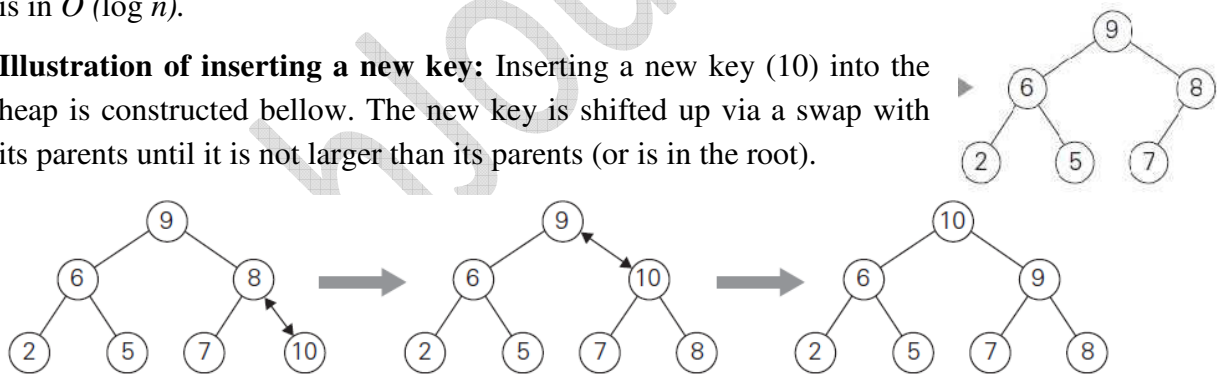 is in O (log n).
Illustration of inserting a new key: Inserting a new key (10) into the
heap is constructed bellow. The new key is shifted up via a swap with
its parents until it is not larger than its parents (or is in the root).
9
6 8
2 5 7
9 9 10
6 8 6 10 6 9
2 5 7 10 2 5 7 8 2 5 7 8